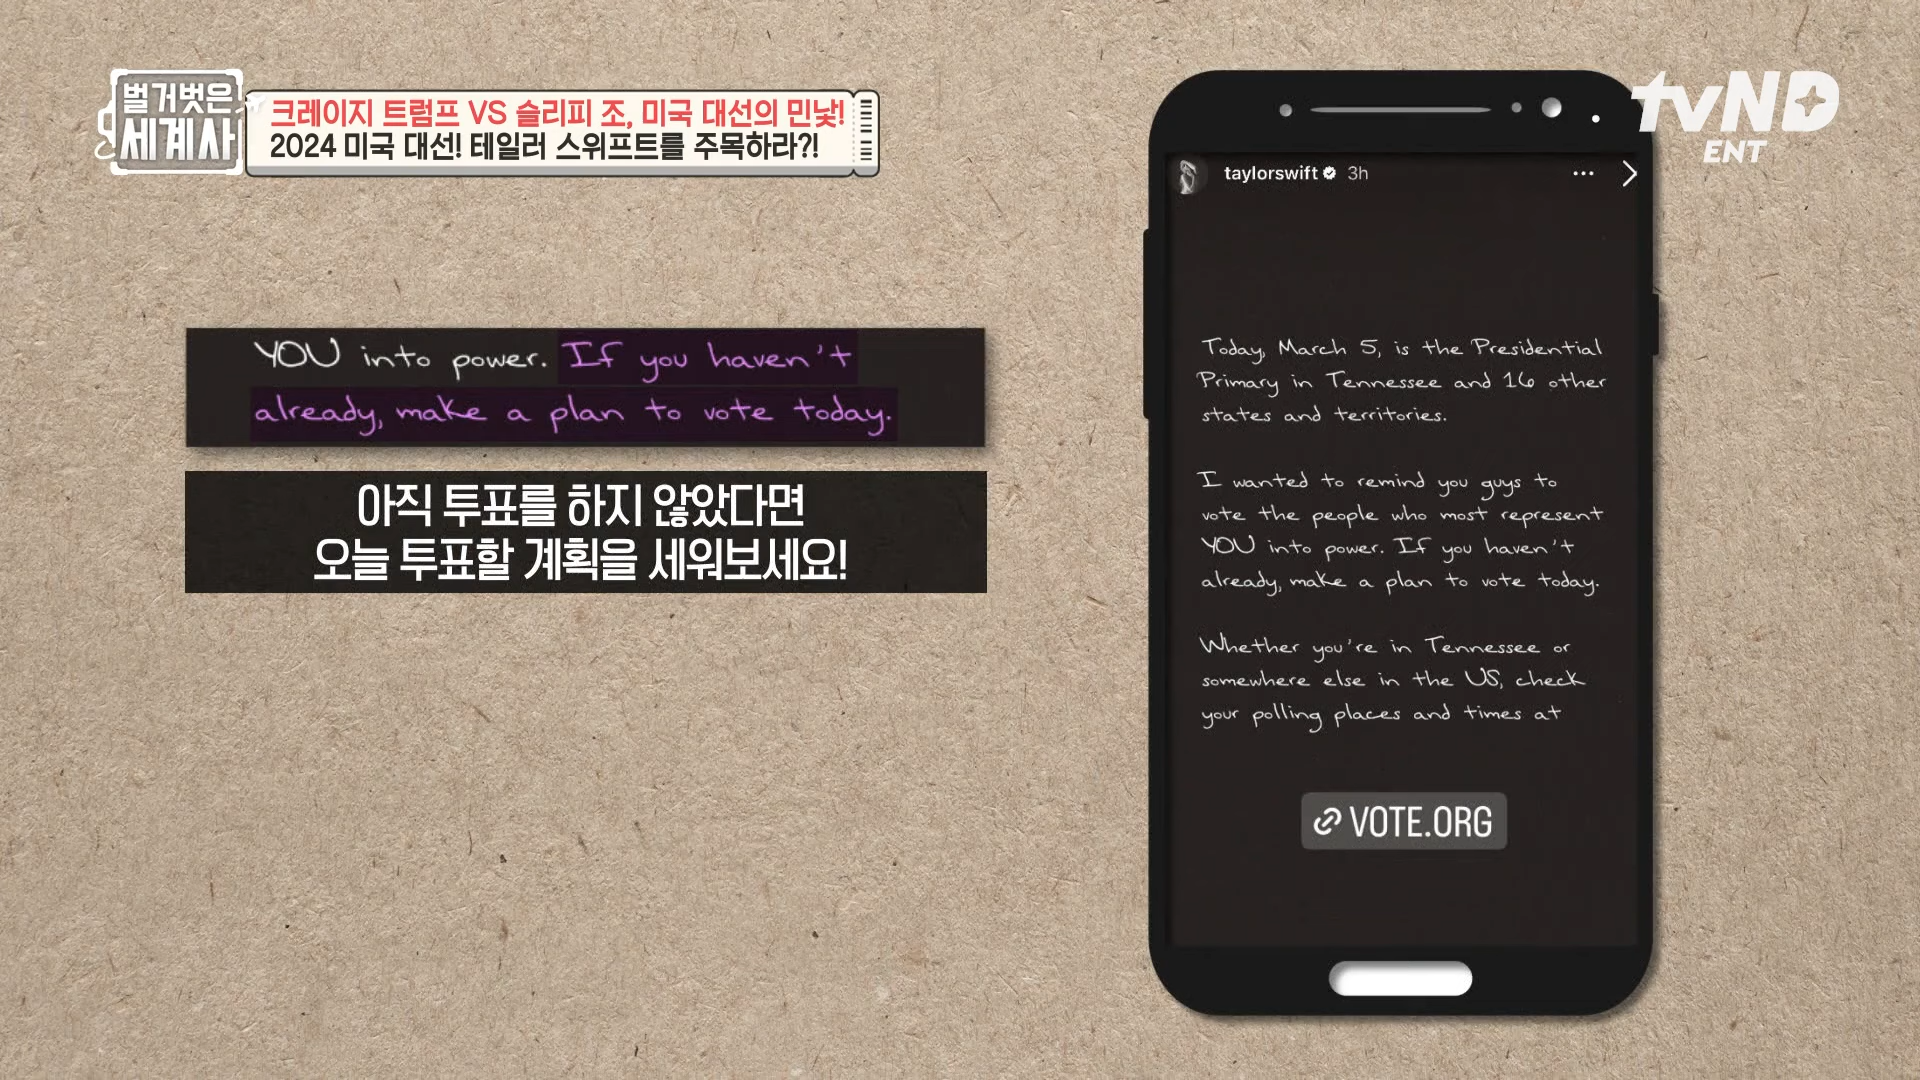 벌거벗은
세계사
크레이지 트럼프 VS 슬리피 조, 미국 대선의 민낯!
2024 미국 대선! 테일러 스위프트를 주목하라?!
YOU into power. If you haven't
already, make a plan to vote today.
아직 투표를 하지 않았다면
오늘 투표할 계획을 세워보세요!
tvND
ENT
taylorswift 3h
Today, March 5, is the Presidential
Primary in Tennessee and 16 other
states and territories.
I wanted to remind you guys to
vote the people who most represent
YOU into power. If you haven't
already, make a plan to vote today.
Whether you're in Tennessee or
somewhere else in the US, check
your polling places and times at
VOTE.ORG